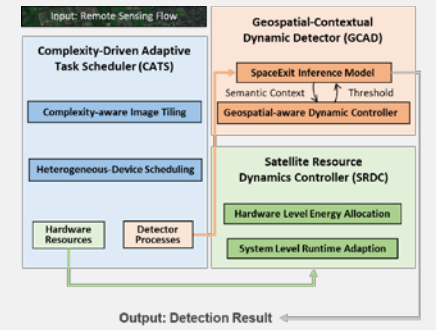 Input: Remote Sensing Flow
Complexity-Driven Adaptive
Task Scheduler (CATS)
Complexity-aware Image Tiling
Heterogeneous-Device Scheduling
Hardware
Resources
Detector
Processes
Geospatial-Contextual
Dynamic Detector (GCAD)
SpaceExit Inference Model
Semantic Context
Threshold
Geospatial-aware Dynamic Controller
Satellite Resource
Dynamics Controller (SRDC)
Hardware Level Energy Allocation
System Level Runtime Adaption
Output: Detection Result